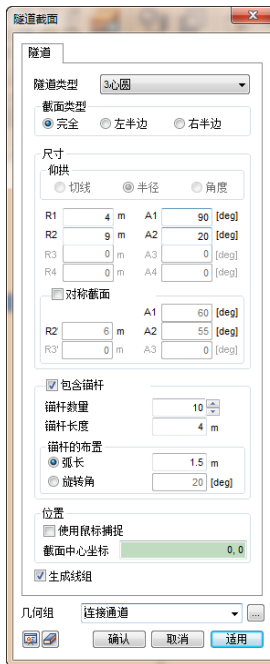 隧道截面
隧道
隧道类型 3心圆
截面类型
完全 左半边 右半边
尺寸
仰拱
切线 半径 角度
R1 4 m A1 90 [deg]
R2 9 m A2 20 [deg]
R3 0 m A3 0 [deg]
R4 0 m A4 0 [deg]
对称截面
A1 60 [deg]
R2' 6 m A2 55 [deg]
R3' 0 m A3 0 [deg]
包含锚杆
锚杆数量 10
锚杆长度 4 m
锚杆的布置
弧长 1.5 m
旋转角 20 [deg]
位置
使用鼠标捕捉
截面中心坐标 0, 0
生成线组
几何组 连接通道 ...
确认 取消 适用